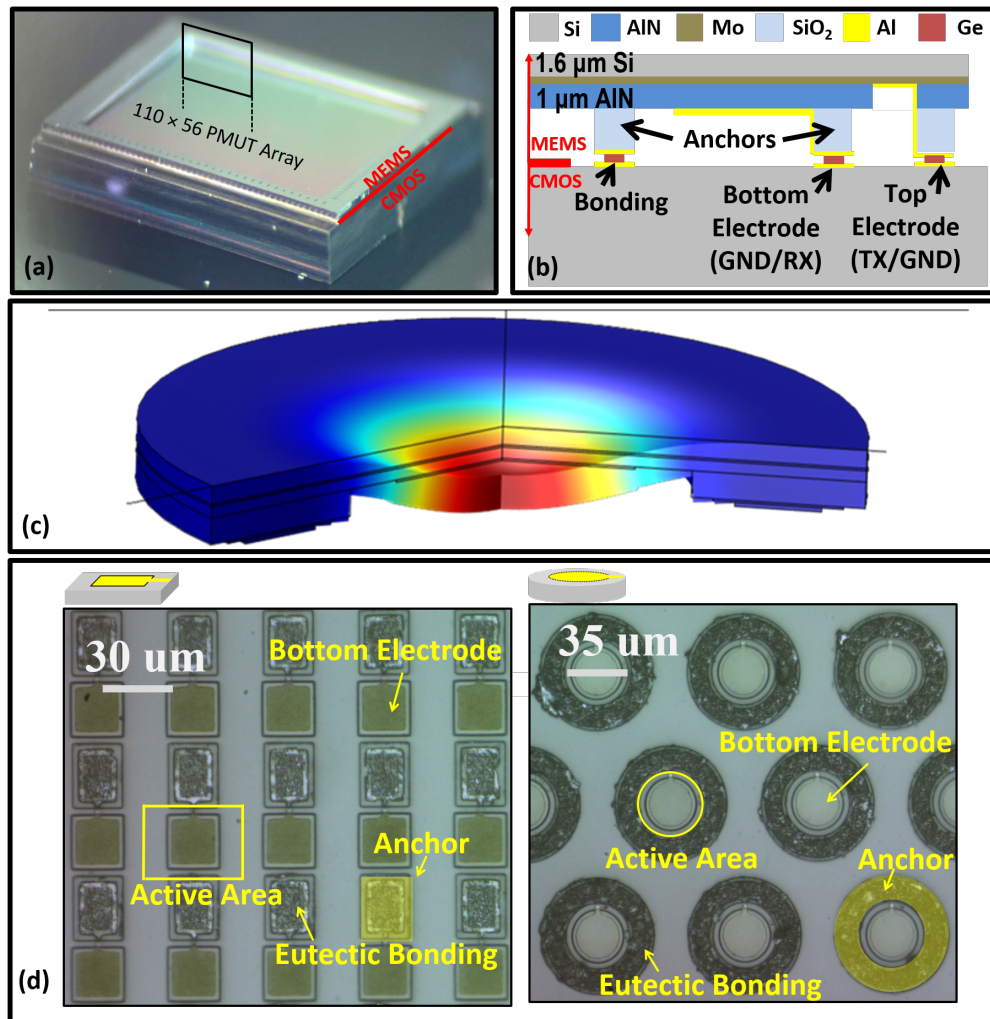 110 × 56 PMUT Array
MEMS
CMOS
(a)
Si AlN Mo SiO2 Al Ge
1.6 µm Si
1 µm AlN
Anchors
MEMS
CMOS
Bonding
Bottom
Electrode
(GND/RX)
Top
Electrode
(TX/GND)
(b)
(c)
30 um
Bottom Electrode
Anchor
Active Area
Eutectic Bonding
(d)
35 um
Bottom Electrode
Active Area
Anchor
Eutectic Bonding